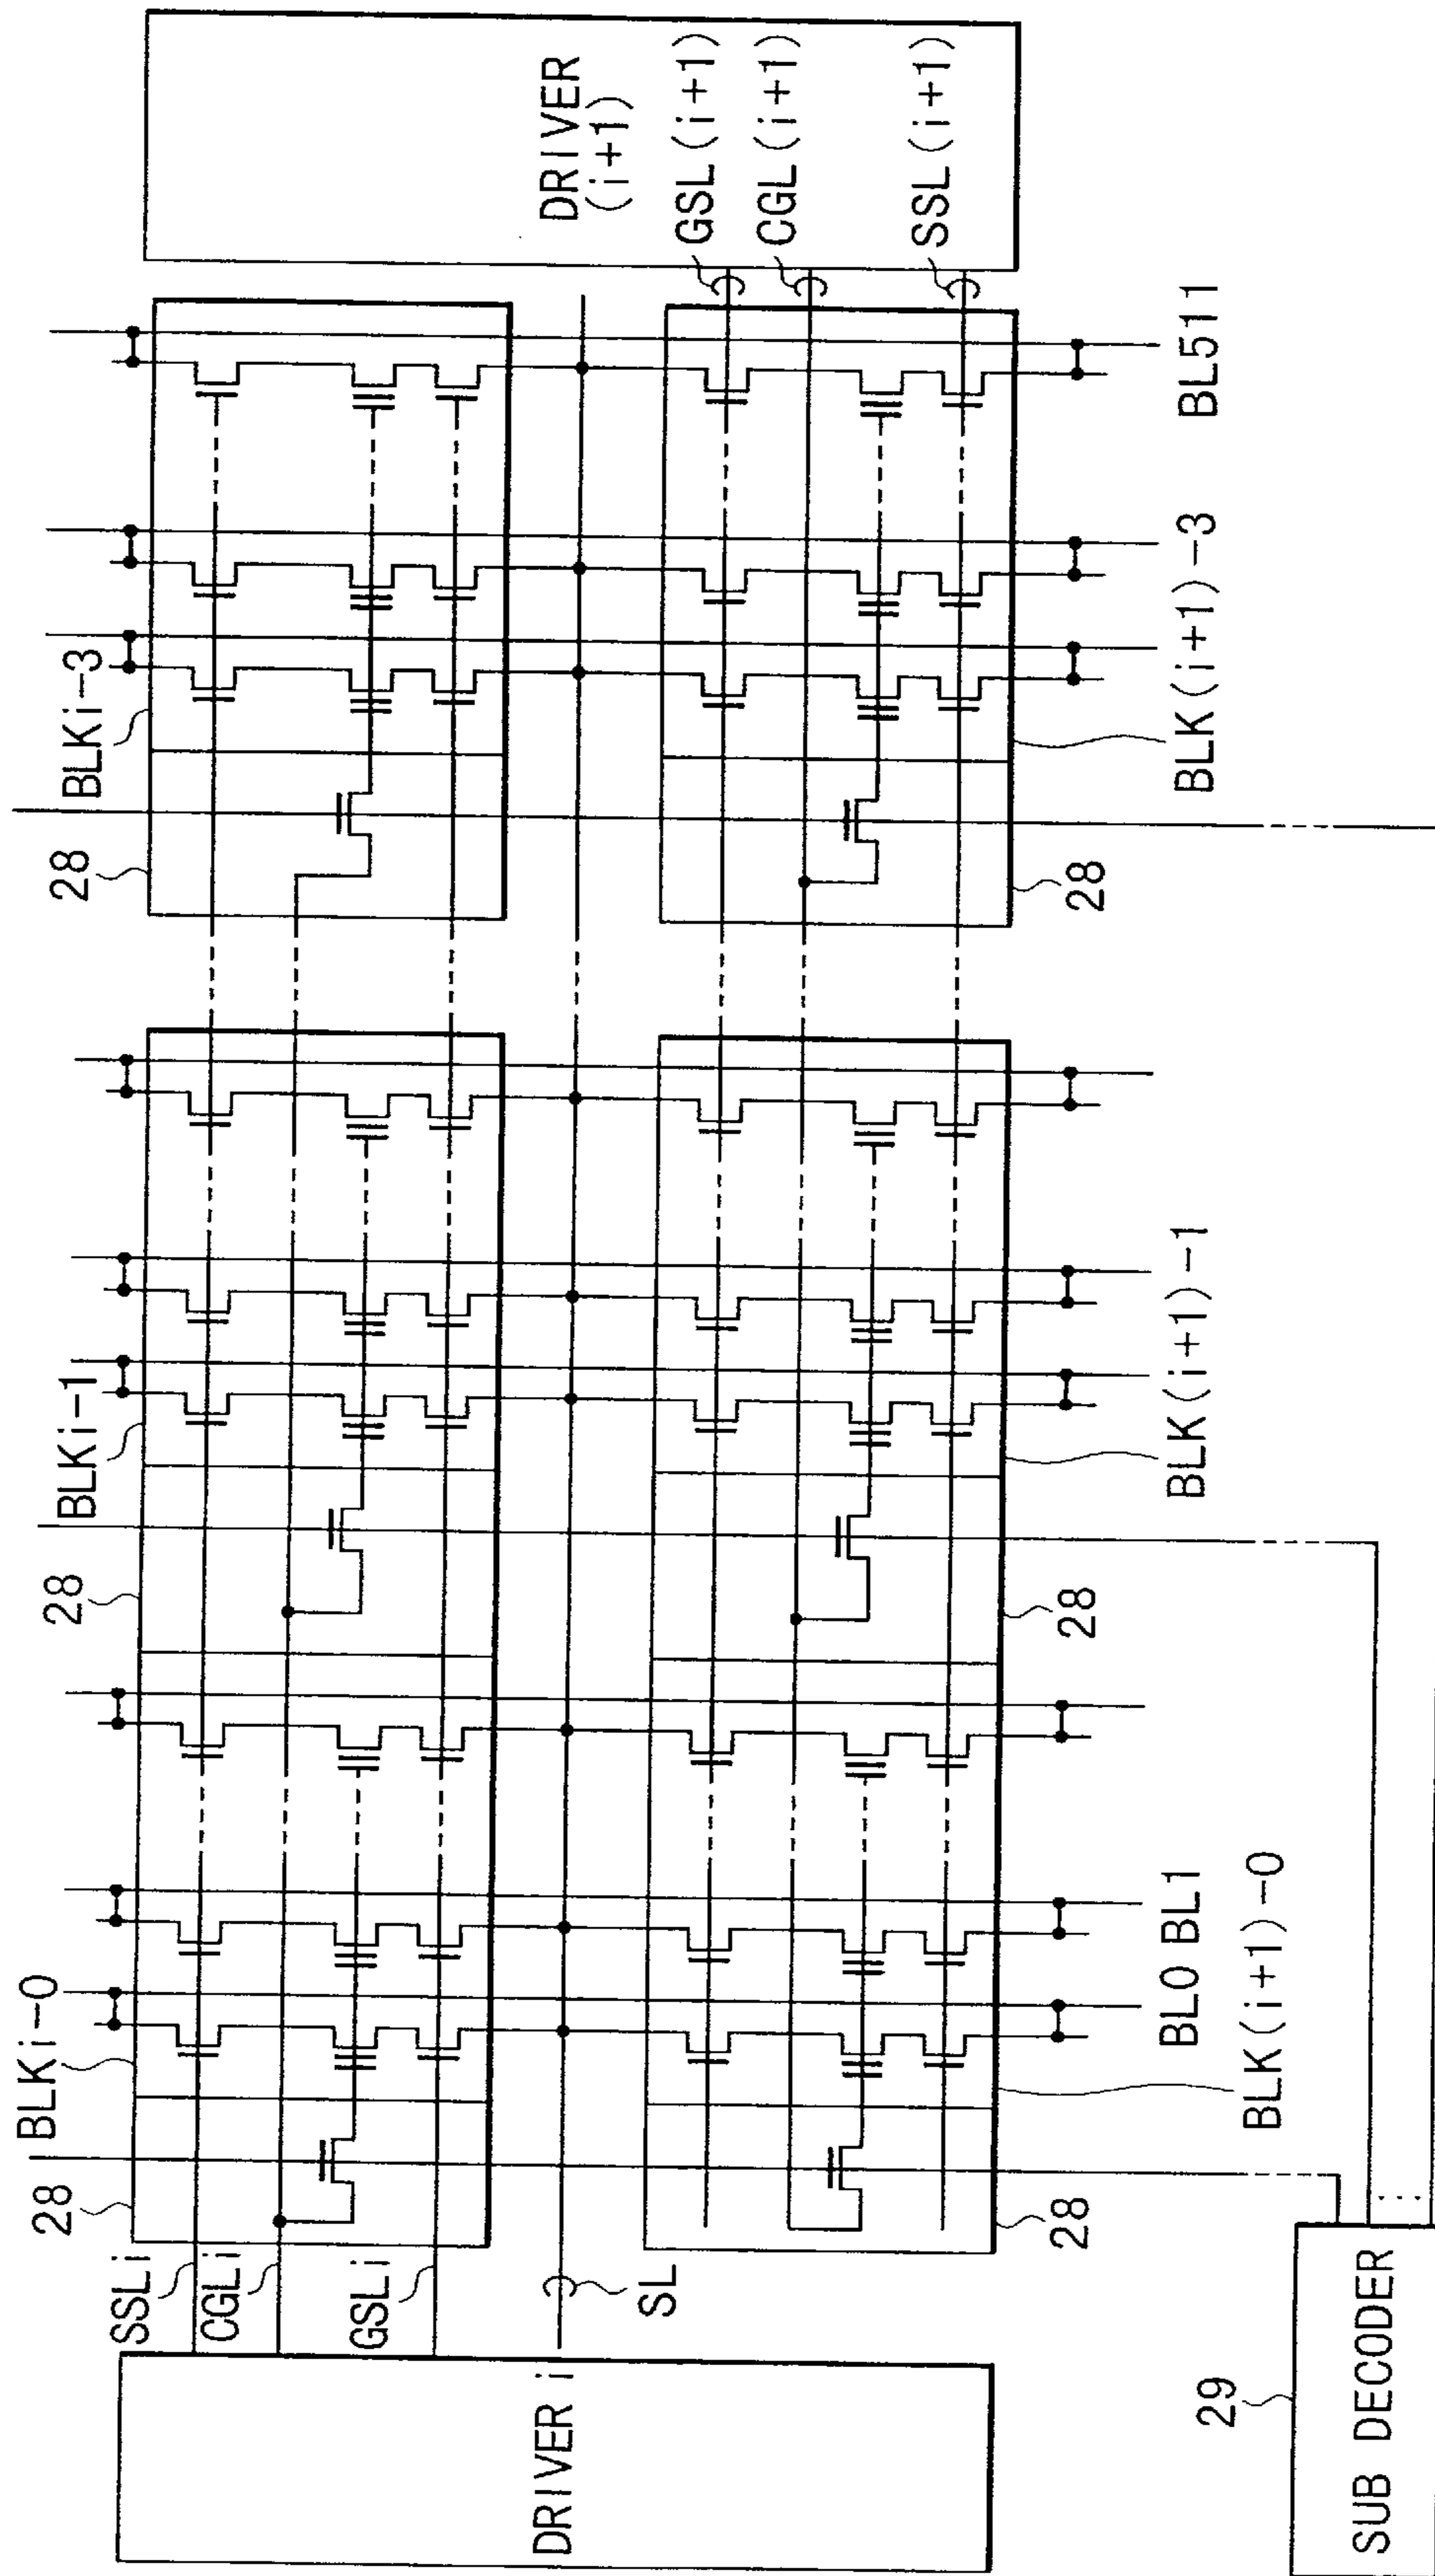 DRIVER i
SSLi
CGLi
GSLi
SL
28
BLKi-0
28
BLKi-1
28
BLKi-3
DRIVER
(i+1)
GSL(i+1)
CGL(i+1)
SSL(i+1)
28
BL0 BL1
BLK(i+1)-0
28
BLK(i+1)-1
28
BLK(i+1)-3
BL511
29
SUB DECODER